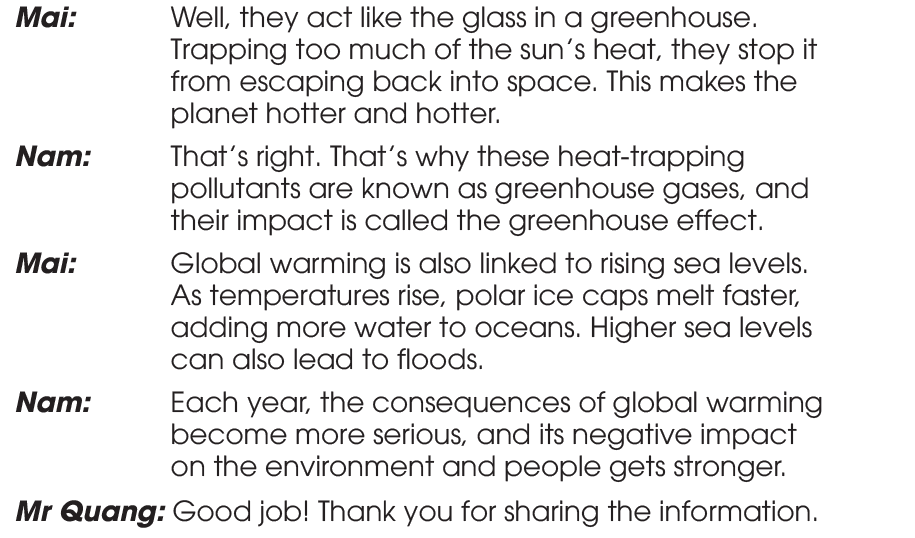 Mai: Well, they act like the glass in a greenhouse.
Trapping too much of the sun's heat, they stop it
from escaping back into space. This makes the
planet hotter and hotter.
Nam: That's right. That's why these heat-trapping
pollutants are known as greenhouse gases, and
their impact is called the greenhouse effect.
Mai: Global warming is also linked to rising sea levels.
As temperatures rise, polar ice caps melt faster,
adding more water to oceans. Higher sea levels
can also lead to floods.
Nam: Each year, the consequences of global warming
become more serious, and its negative impact
on the environment and people gets stronger.
Mr Quang: Good job! Thank you for sharing the information.